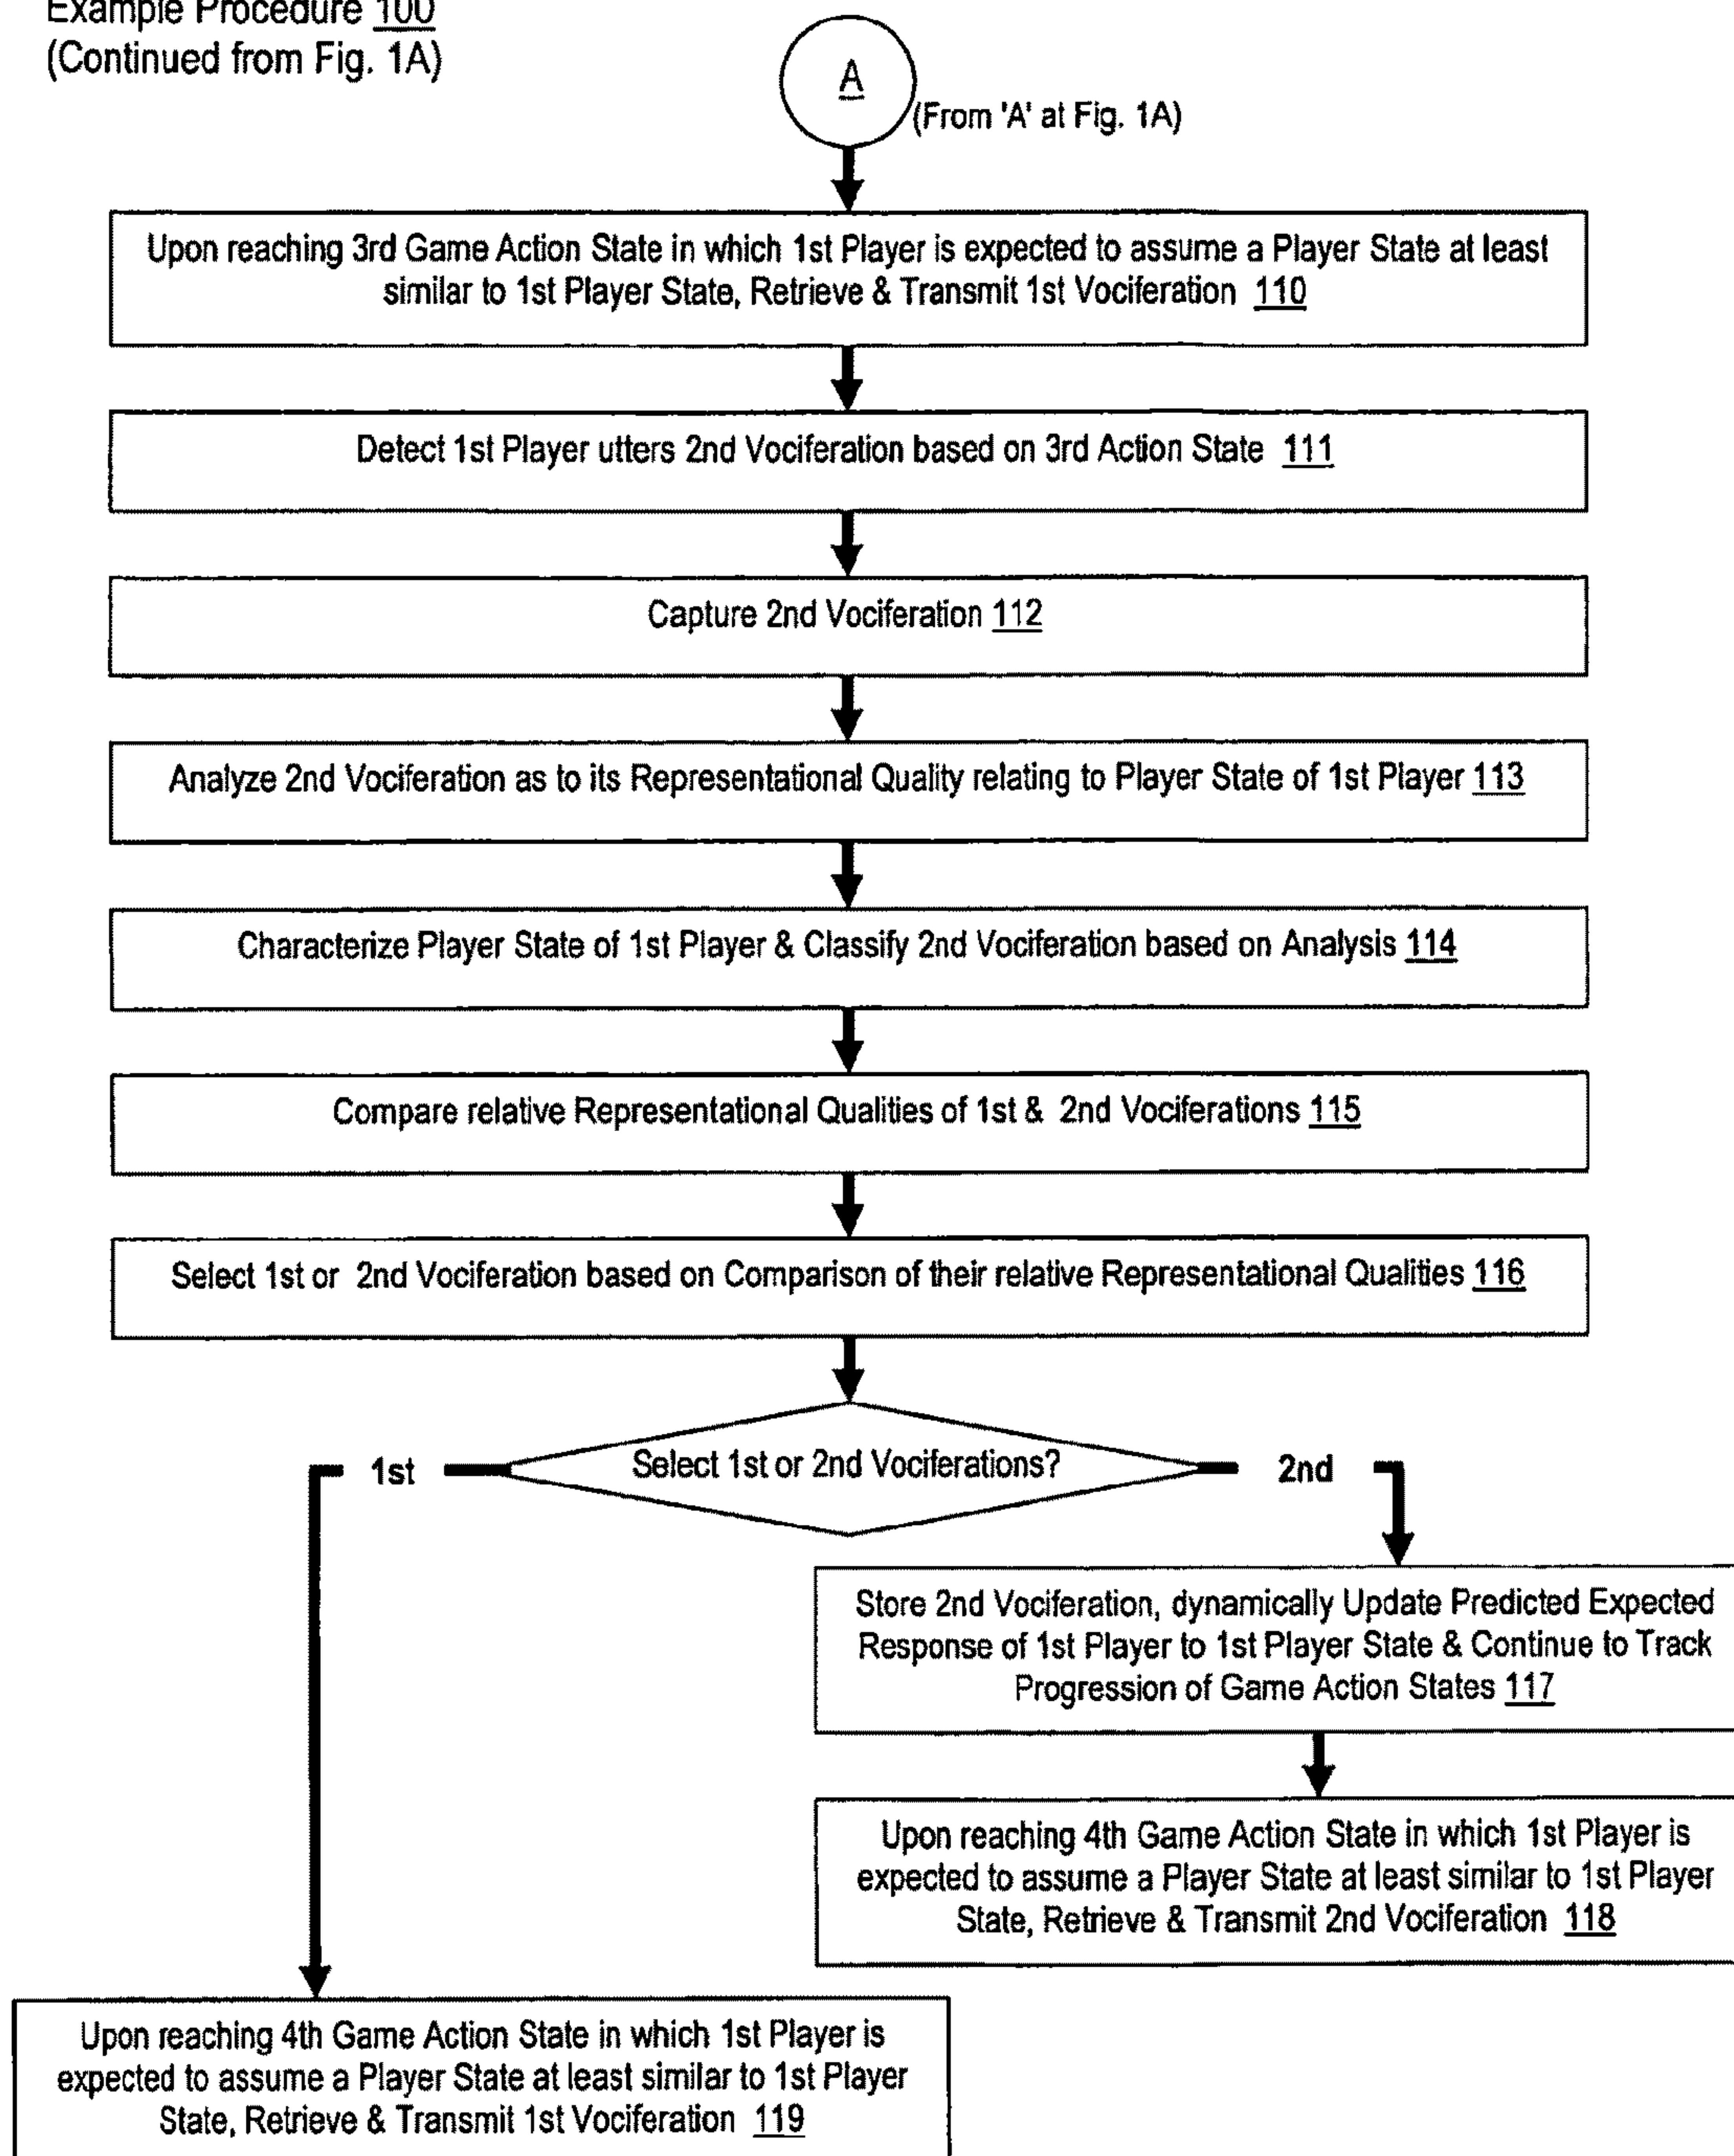 Example Procedure 100
(Continued from Fig. 1A)
A
(From 'A' at Fig. 1A)
Upon reaching 3rd Game Action State in which 1st Player is expected to assume a Player State at least
similar to 1st Player State, Retrieve & Transmit 1st Vociferation 110
Detect 1st Player utters 2nd Vociferation based on 3rd Action State 111
Capture 2nd Vociferation 112
Analyze 2nd Vociferation as to its Representational Quality relating to Player State of 1st Player 113
Characterize Player State of 1st Player & Classify 2nd Vociferation based on Analysis 114
Compare relative Representational Qualities of 1st & 2nd Vociferations 115
Select 1st or 2nd Vociferation based on Comparison of their relative Representational Qualities 116
Select 1st or 2nd Vociferations?
1st
2nd
Store 2nd Vociferation, dynamically Update Predicted Expected
Response of 1st Player to 1st Player State & Continue to Track
Progression of Game Action States 117
Upon reaching 4th Game Action State in which 1st Player is
expected to assume a Player State at least similar to 1st Player
State, Retrieve & Transmit 2nd Vociferation 118
Upon reaching 4th Game Action State in which 1st Player is
expected to assume a Player State at least similar to 1st Player
State, Retrieve & Transmit 1st Vociferation 119